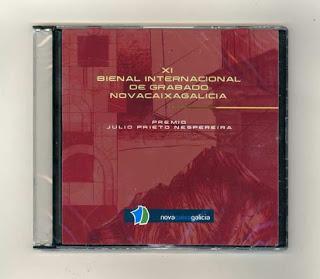 XI
BIENAL INTERNACIONAL
DE GRABADO
NOVACAIXAGALICIA
PREMIO
JULIO PRIETO NESPEREIRA
novacaixagalicia